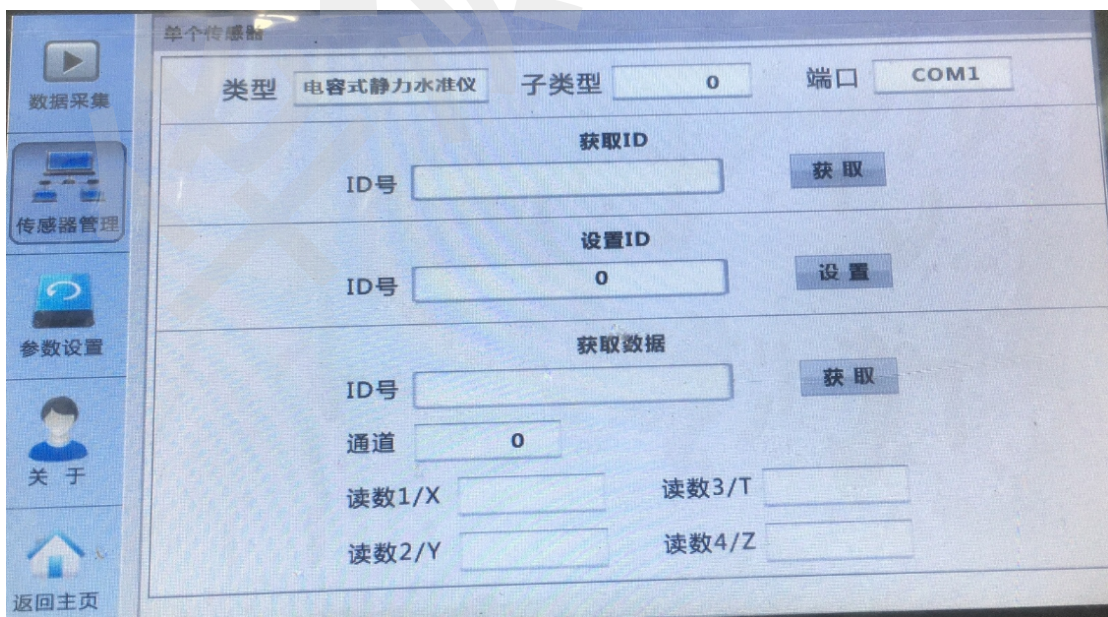 单个传感器
数据采集
传感器管理
参数设置
关 于
返回主页
类型 电容式静力水准仪 子类型 0 端口 COM1
获取ID
ID号 获 取
设置ID
ID号 0 设 置
获取数据
ID号 获 取
通道 0
读数1/X 读数3/T
读数2/Y 读数4/Z